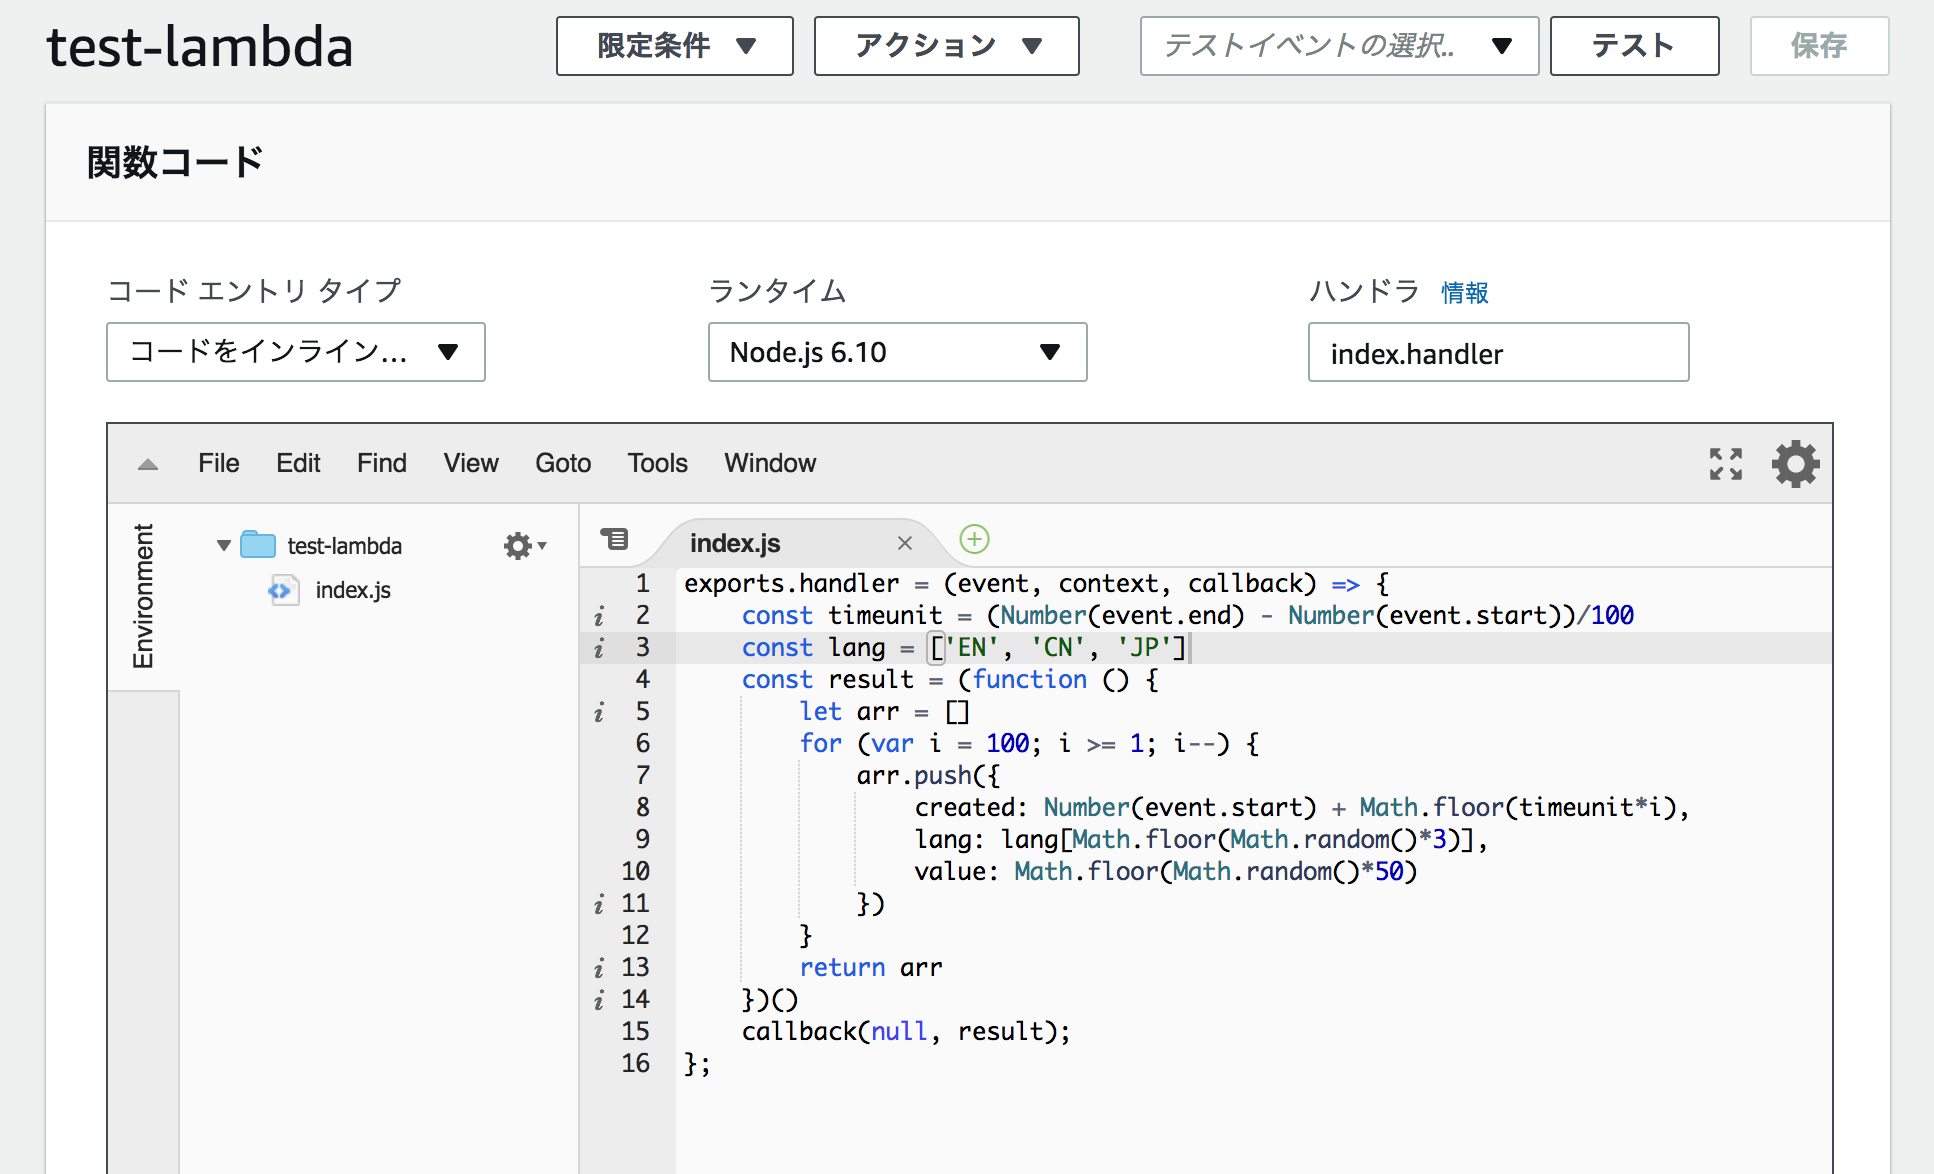 test-lambda 限定条件 アクション テストイベントの選択.. テスト 保存
関数コード
コード エントリ タイプ ランタイム ハンドラ 情報
コードをインライン... Node.js 6.10 index.handler
File Edit Find View Goto Tools Window
Environment
test-lambda
index.js
index.js
1 exports.handler = (event, context, callback) => {
i 2     const timeunit = (Number(event.end) - Number(event.start))/100
i 3     const lang = ['EN', 'CN', 'JP']
4     const result = (function () {
i 5         let arr = []
6         for (var i = 100; i >= 1; i--) {
7             arr.push({
8                 created: Number(event.start) + Math.floor(timeunit*i),
9                 lang: lang[Math.floor(Math.random()*3)],
10                 value: Math.floor(Math.random()*50)
i 11             })
12         }
i 13         return arr
i 14     })()
15     callback(null, result);
16 };